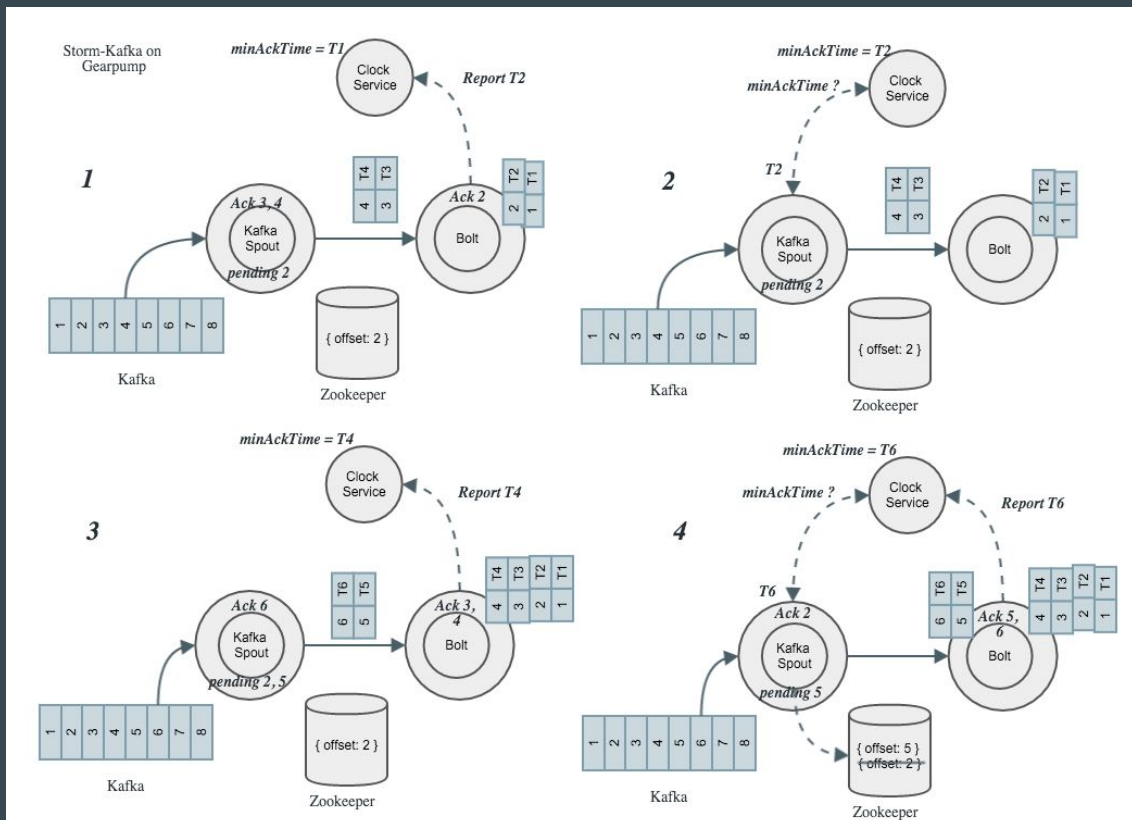 Storm-Kafka on
Gearpump
1
minAckTime = T1
Clock
Service
Report T2
T4 T3
4 3
T2 T1
2 1
Ack 3, 4
Kafka
Spout
pending 2
Ack 2
Bolt
1 2 3 4 5 6 7 8
Kafka
{ offset: 2 }
Zookeeper
2
minAckTime = T2
minAckTime ?
Clock
Service
T2
T4 T3
4 3
T2 T1
2 1
Kafka
Spout
pending 2
Bolt
1 2 3 4 5 6 7 8
Kafka
{ offset: 2 }
Zookeeper
3
minAckTime = T4
Clock
Service
Report T4
T6 T5
6 5
T4 T3 T2 T1
4 3 2 1
Ack 6
Kafka
Spout
pending 2, 5
Ack 3,
4
Bolt
1 2 3 4 5 6 7 8
Kafka
{ offset: 2 }
Zookeeper
4
minAckTime = T6
minAckTime ?
Clock
Service
Report T6
T6
T6 T5
6 5
T4 T3 T2 T1
4 3 2 1
Ack 2
Kafka
Spout
pending 5
Ack 5,
6
Bolt
1 2 3 4 5 6 7 8
Kafka
{ offset: 5 }
{ offset: 2 }
Zookeeper